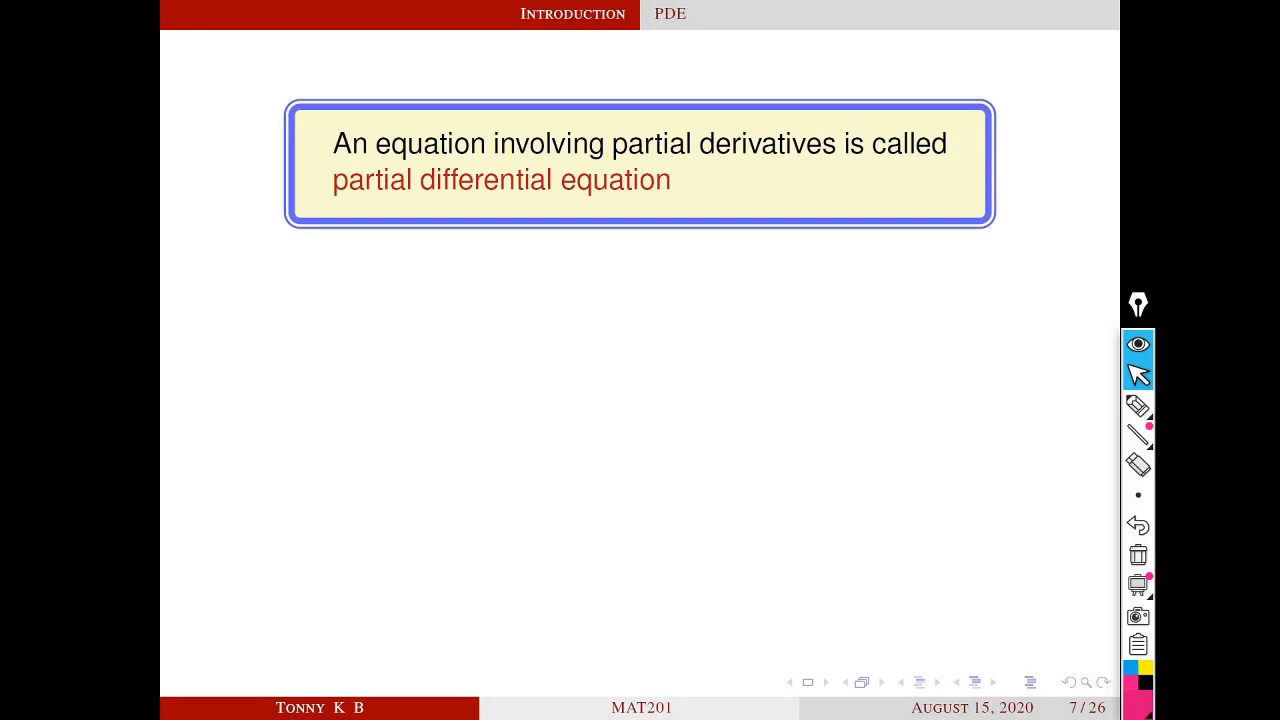 INTRODUCTION PDE
An equation involving partial derivatives is called
partial differential equation
TONNY K B MAT201 AUGUST 15, 2020 7 / 26